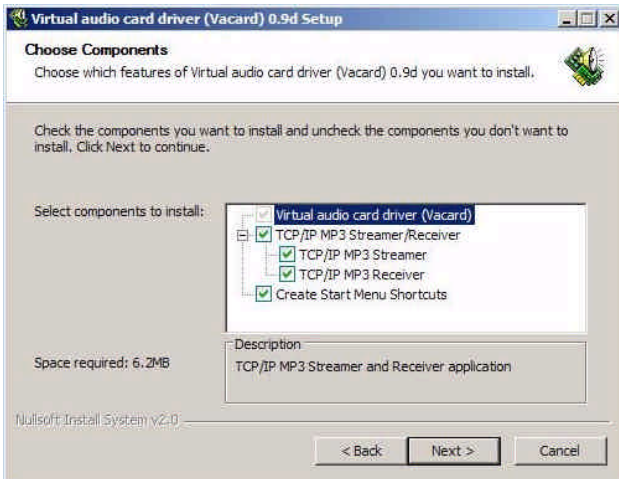 Virtual audio card driver (Vacard) 0.9d Setup
Choose Components
Choose which features of Virtual audio card driver (Vacard) 0.9d you want to install.
Check the components you want to install and uncheck the components you don't want to
install. Click Next to continue.
Select components to install:
Virtual audio card driver (Vacard)
TCP/IP MP3 Streamer/Receiver
TCP/IP MP3 Streamer
TCP/IP MP3 Receiver
Create Start Menu Shortcuts
Space required: 6.2MB
Description
TCP/IP MP3 Streamer and Receiver application
Nullsoft Install System v2.0
< Back
Next >
Cancel